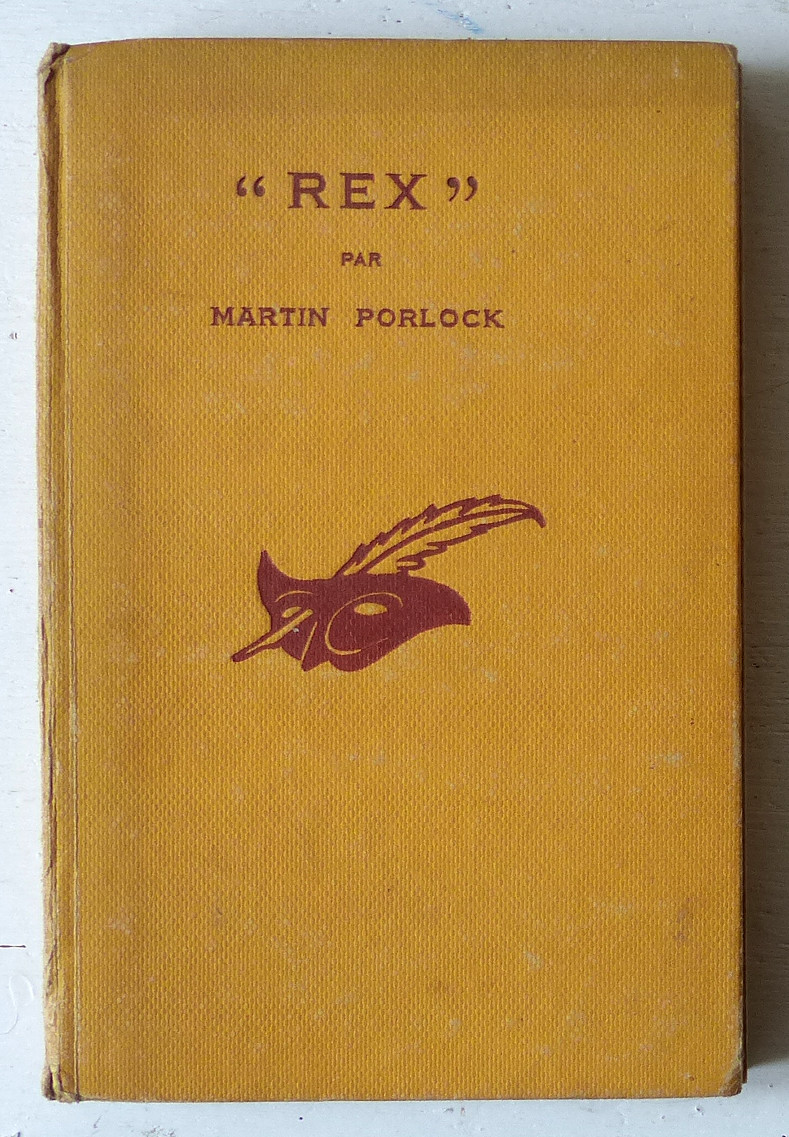 “ REX ”
PAR
MARTIN PORLOCK